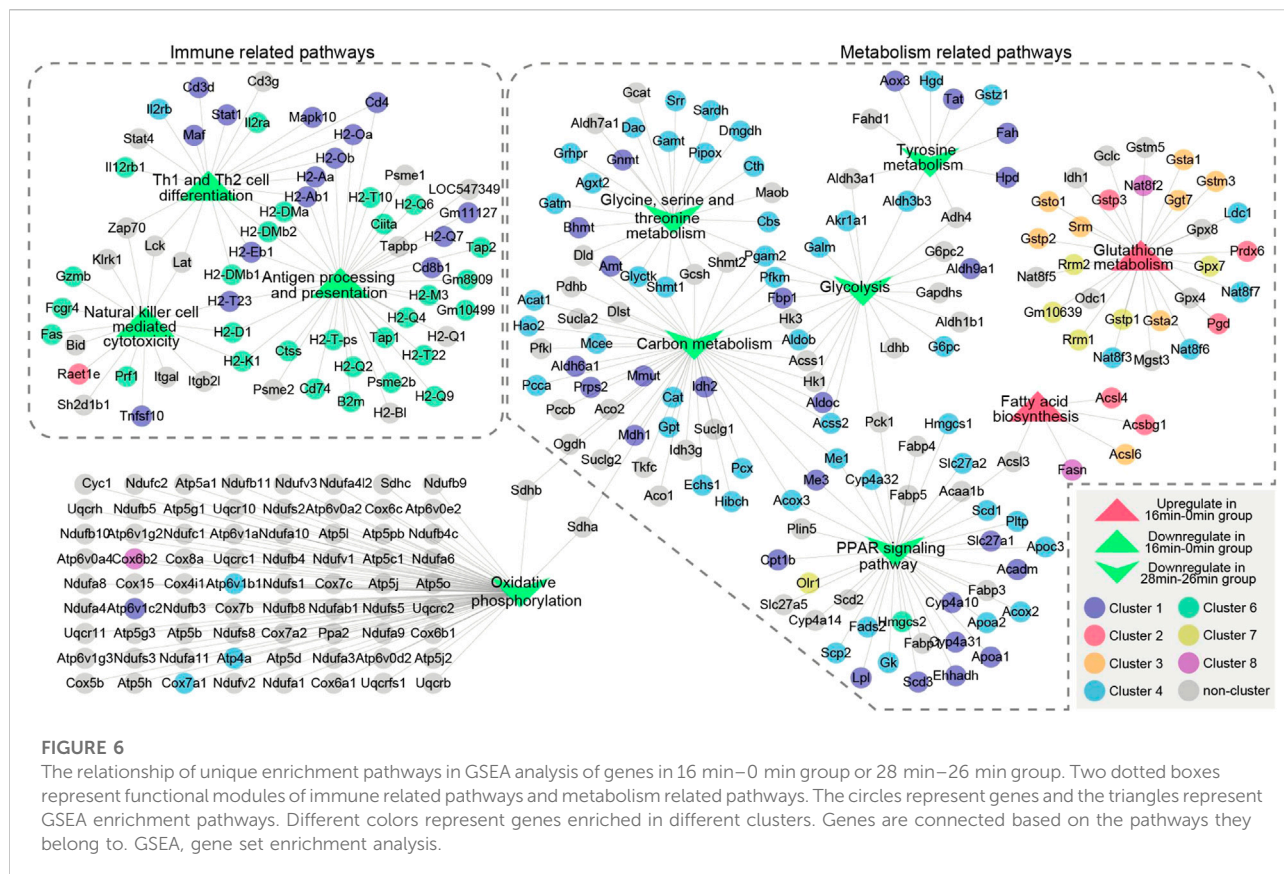 Immune related pathways
Metabolism related pathways
Cd3d
Cd3g
Il2rb
Stat1
Il2ra
Mapk10
Cd4
Stat4
Maf
H2-Oa
H2-Ob
Il12rb1
H2-Aa
Psme1
Th1 and Th2 cell
differentiation
H2-Ab1
H2-T10
H2-Q6
LOC547349
H2-DMa
Ciita
Gm11127
Zap70
H2-DMb2
Lck
Tapbp
H2-Q7
Tap2
Klrk1
Lat
H2-Eb1
Cd8b1
Gzmb
H2-DMb1
Antigen processing
and presentation
Gm8909
Fcgr4
H2-T23
H2-M3
Gm10499
Natural killer cell
mediated
cytotoxicity
H2-Q4
Fas
H2-D1
H2-T-ps
Tap1
H2-Q1
Bid
H2-K1
Ctss
H2-T22
Raet1e
Prf1
Itgal
Itgb2l
H2-Q2
Psme2b
Psme2
Cd74
H2-Q9
Sh2d1b1
B2m
Tnfsf10
H2-Bl
Gcat
Srr
Aldh7a1
Sardh
Dao
Gamt
Dmgdh
Grhpr
Gnmt
Pipox
Cth
Agxt2
Maob
Glycine, serine and
threonine
metabolism
Gatm
Cbs
Bhmt
Dld
Shmt2
Amt
Gcsh
Pgam2
Glyctk
Shmt1
Pfkm
Pdhb
Fbp1
Acat1
Dlst
Hk3
Sucla2
Hao2
Carbon metabolism
Aldob
Pfkl
Mcee
Acss1
Aldh6a1
Mmut
Idh2
Hk1
Pcca
Prps2
Aldoc
Cat
Pccb
Aco2
Acss2
Gpt
Suclg1
Mdh1
Ogdh
Idh3g
Me1
Suclg2
Tkfc
Pcx
Me3
Echs1
Aco1
Hibch
Acox3
Sdhb
Sdha
Aox3
Hgd
Tat
Gstz1
Fahd1
Fah
Tyrosine
metabolism
Hpd
Aldh3a1
Aldh3b3
Akr1a1
Adh4
Galm
G6pc2
Aldh9a1
Glycolysis
Gapdhs
Aldh1b1
Ldhb
G6pc
Gstm5
Gclc
Gsta1
Idh1
Nat8f2
Gstm3
Gstp3
Ggt7
Gsto1
Ldc1
Srm
Gpx8
Gstp2
Glutathione
metabolism
Prdx6
Rrm2
Gpx7
Nat8f5
Nat8f7
Odc1
Gpx4
Gm10639
Gstp1
Gsta2
Pgd
Rrm1
Nat8f6
Nat8f3
Mgst3
Fatty acid
biosynthesis
Acsl4
Acsbg1
Acsl6
Acsl3
Fasn
Pck1
Hmgcs1
Fabp4
Slc27a2
Cyp4a32
Fabp5
Acaa1b
Scd1
Plin5
Pltp
PPAR signaling
pathway
Slc27a1
Cpt1b
Apoc3
Olr1
Acadm
Fabp3
Slc27a5
Scd2
Cyp4a10
Acox2
Cyp4a14
Hmgcs2
Apoa2
Fads2
Fabp1
Cyp4a31
Scp2
Gk
Apoa1
Lpl
Scd3
Ehhadh
Cyc1 Ndufc2 Atp5a1 Ndufb11 Ndufv3 Ndufa4l2 Sdhc Ndufb9
Uqcrh Ndufb5 Atp5g1 Uqcr10 Ndufs2 Atp6v0a2 Cox6c Atp6v0e2
Ndufb10 Atp6v1g2 Ndufc1 Atp6v1a Ndufa10 Atp5l Atp5pb Ndufb4c
Atp6v0a4 Cox6b2 Cox8a Uqcrc1 Ndufb4 Ndufv1 Atp5c1 Ndufa6
Ndufa8 Cox15 Cox4i1 Atp6v1b1 Ndufs1 Cox7c Atp5j Atp5o
Ndufa4 Atp6v1c2 Ndufb3 Cox7b Ndufb8 Ndufab1 Ndufs5 Uqcrc2
Uqcr11 Atp5g3 Atp5b Ndufs8 Cox7a2 Ppa2 Ndufa9 Cox6b1
Atp6v1g3 Ndufs3 Ndufa11 Atp4a Atp5d Ndufa3 Atp6v0d2 Atp5j2
Cox5b Atp5h Cox7a1 Ndufv2 Ndufa1 Cox6a1 Uqcrfs1 Uqcrb
Oxidative
phosphorylation
Upregulate in
16min-0min group
Downregulate in
16min-0min group
Downregulate in
28min-26min group
Cluster 1
Cluster 6
Cluster 2
Cluster 7
Cluster 3
Cluster 8
Cluster 4
non-cluster
FIGURE 6
The relationship of unique enrichment pathways in GSEA analysis of genes in 16 min–0 min group or 28 min–26 min group. Two dotted boxes
represent functional modules of immune related pathways and metabolism related pathways. The circles represent genes and the triangles represent
GSEA enrichment pathways. Different colors represent genes enriched in different clusters. Genes are connected based on the pathways they
belong to. GSEA, gene set enrichment analysis.